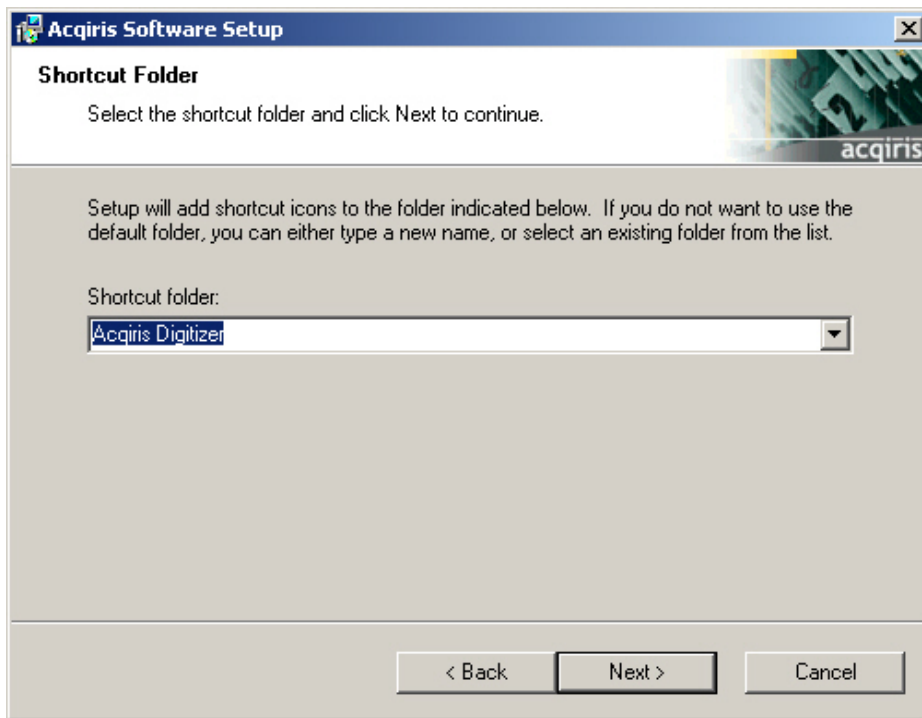 Acqiris Software Setup
Shortcut Folder
Select the shortcut folder and click Next to continue.
acqiris
Setup will add shortcut icons to the folder indicated below. If you do not want to use the
default folder, you can either type a new name, or select an existing folder from the list.
Shortcut folder:
Acqiris Digitizer
< Back Next > Cancel